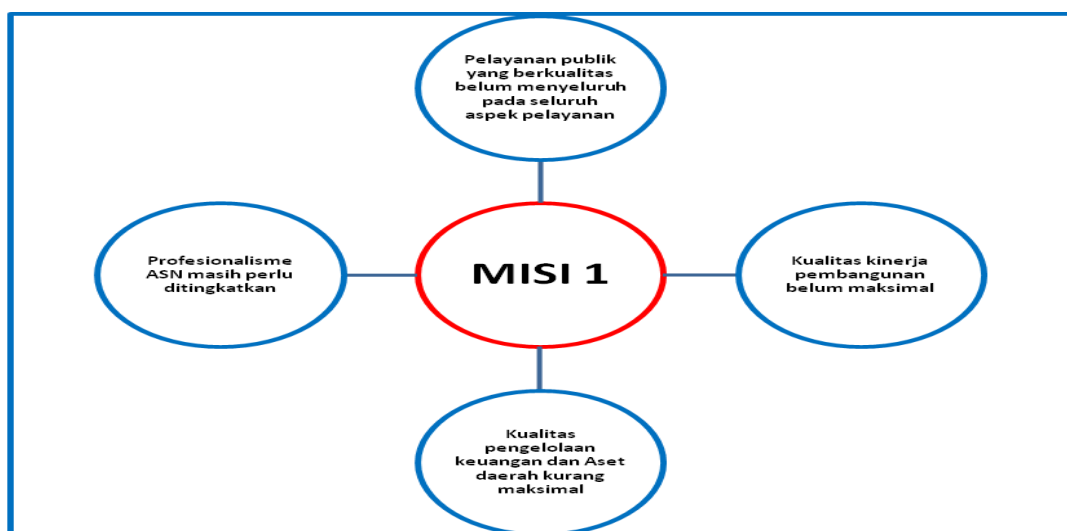 Pelayanan publik
yang berkualitas
belum menyeluruh
pada seluruh
aspek pelayanan
Profesionalisme
ASN masih perlu
ditingkatkan
MISI 1
Kualitas kinerja
pembangunan
belum maksimal
Kualitas
pengelolaan
keuangan dan Aset
daerah kurang
maksimal